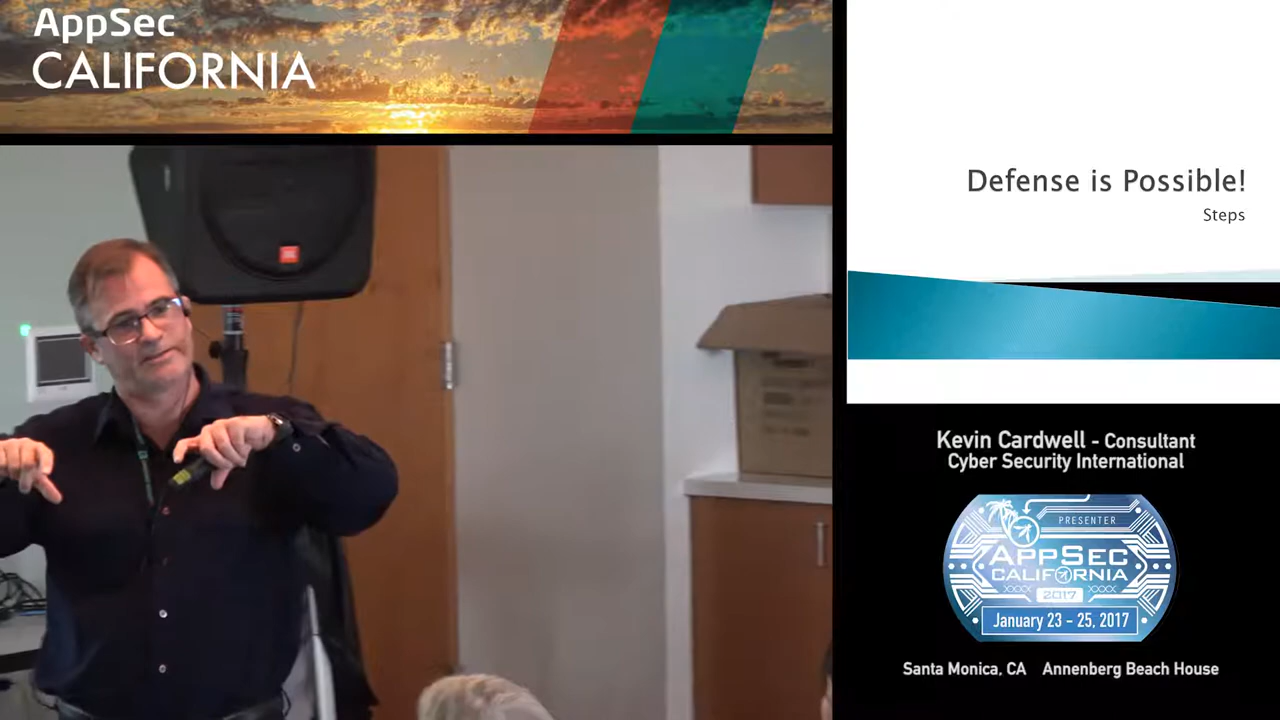 AppSec
CALIFORNIA
Defense is Possible!
Steps
Kevin Cardwell - Consultant
Cyber Security International
PRESENTER
APPSEC
CALIFORNIA
2017
January 23 - 25, 2017
Santa Monica, CA Annenberg Beach House